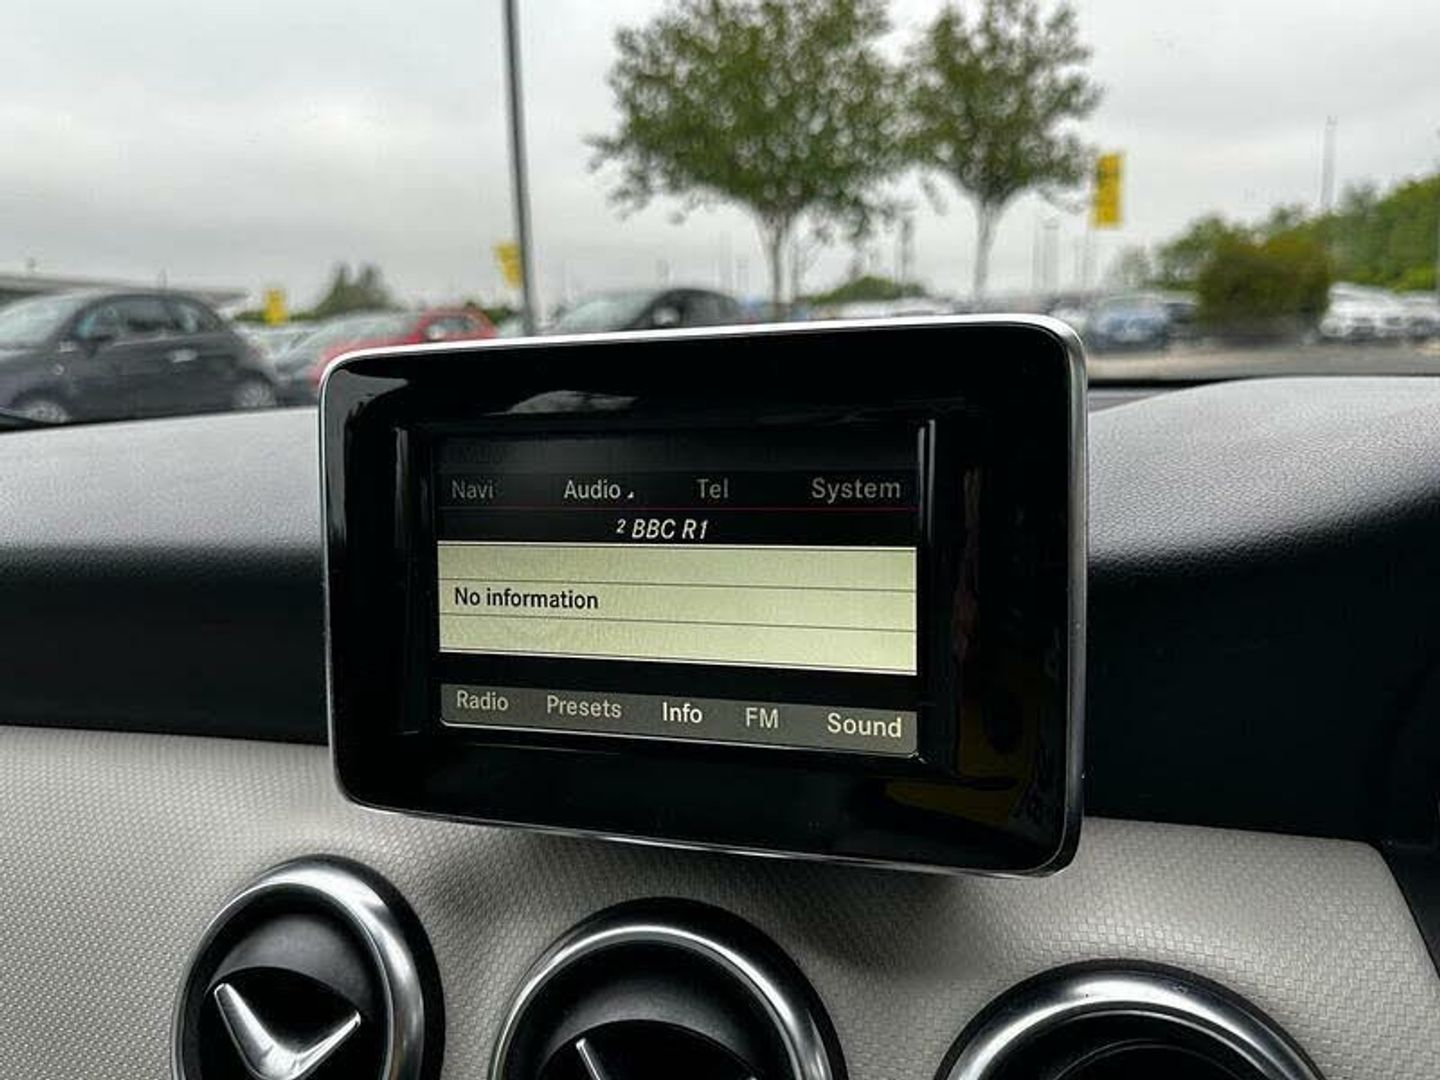 Navi Audio Tel System
2 BBC R1
No information
Radio Presets Info FM Sound